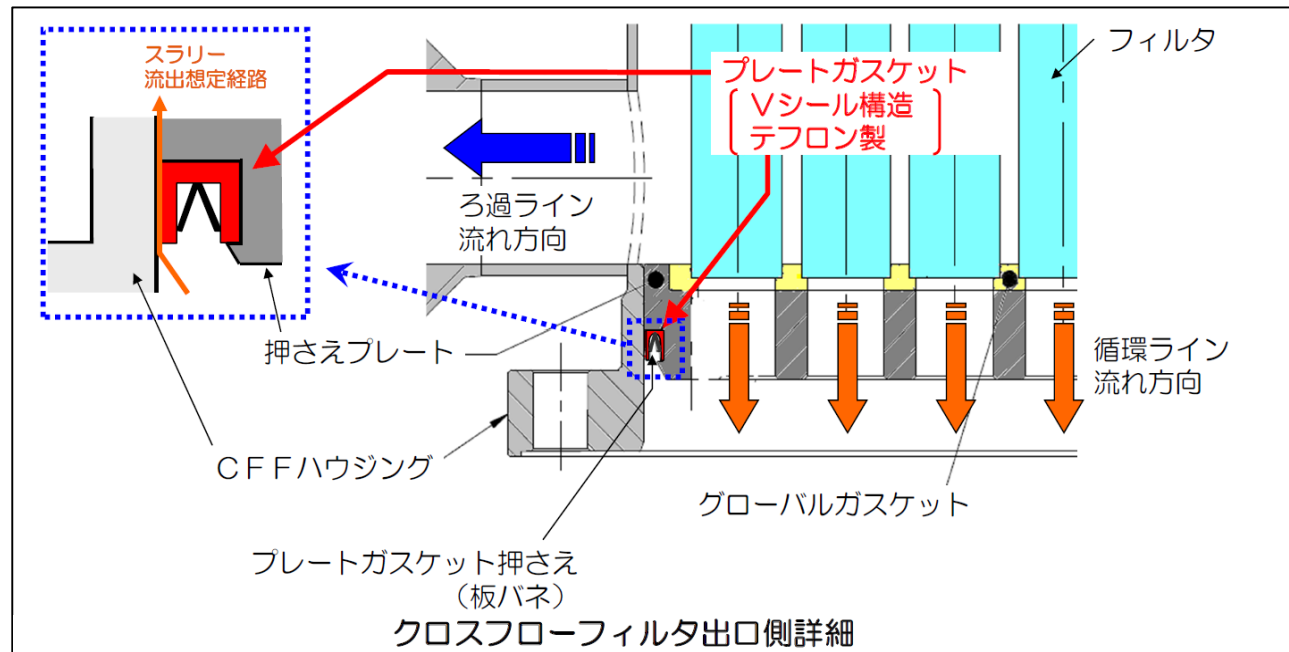 スラリー
流出想定経路
プレートガスケット
Vシール構造
テフロン製
フィルタ
ろ過ライン
流れ方向
押さえプレート
循環ライン
流れ方向
CFFハウジング
グローバルガスケット
プレートガスケット押さえ
(板バネ)
クロスフローフィルタ出口側詳細